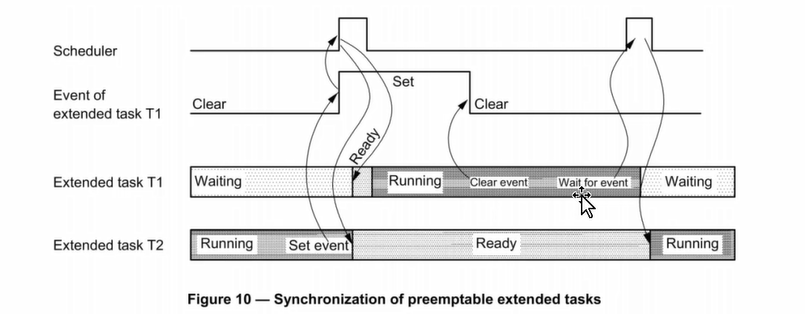 Scheduler
Event of
extended task T1
Clear
Set
Clear
Ready
Extended task T1
Waiting
Running
Clear event
Wait for event
Waiting
Extended task T2
Running
Set event
Ready
Running
Figure 10 — Synchronization of preemptable extended tasks